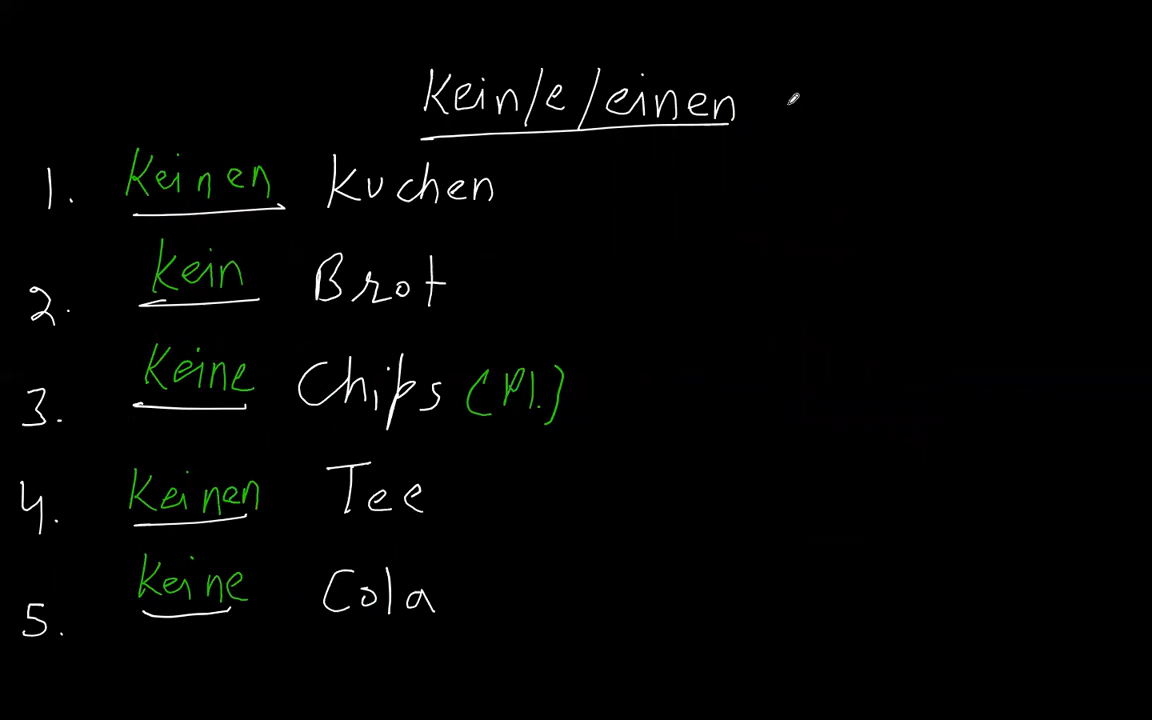 Kein/e/einen
1. Keinen Kuchen
2. Kein Brot
3. Keine Chips (Pl.)
4. Keinen Tee
5. Keine Cola